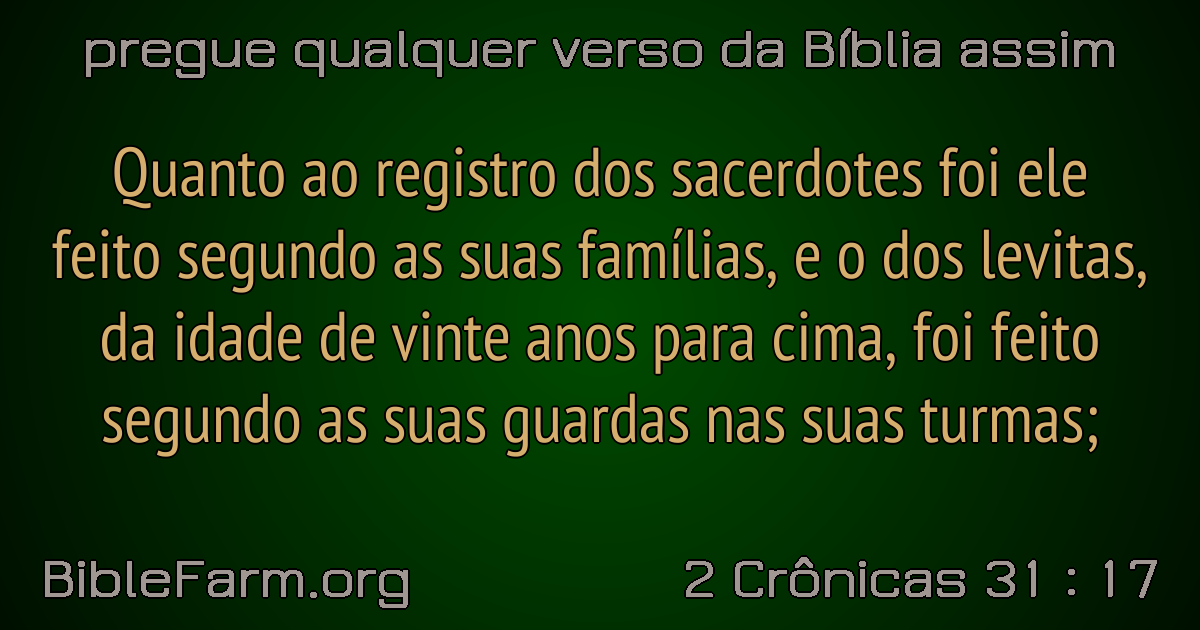 pregue qualquer verso da Bíblia assim
Quanto ao registro dos sacerdotes foi ele
feito segundo as suas famílias, e o dos levitas,
da idade de vinte anos para cima, foi feito
segundo as suas guardas nas suas turmas;
BibleFarm.org
2 Crônicas 31 : 17